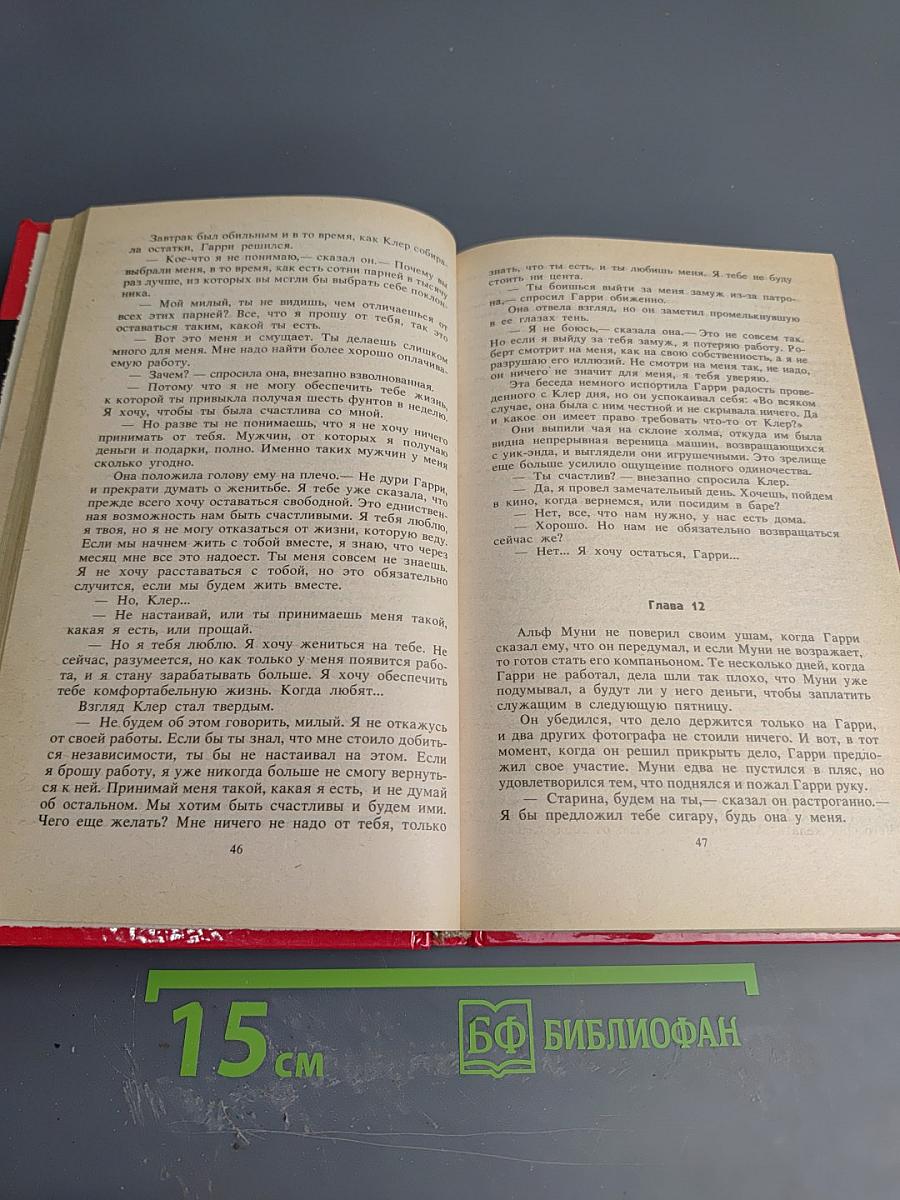 Завтрак был обильным и в то время, как Клер собира-
ла остатки, Гарри решился.
— Кое-что я не понимаю,— сказал он.— Почему вы
выбрали меня, в то время, как есть сотни парней в тысячу
раз лучше, из которых вы мсгли бы выбрать себе поклон-
ника.
— Мой милый, ты не видишь, чем отличаешься от
всех этих парней? Все, что я прошу от тебя, так это
оставаться таким, какой ты есть.
— Вот это меня и смущает. Ты делаешь слишком
много для меня. Мне надо найти более хорошо оплачива-
емую работу.
— Зачем? — спросила она, внезапно взволнованная.
— Потому что я не могу обеспечить тебе жизнь,
к которой ты привыкла получая шесть фунтов в неделю.
Я хочу, чтобы ты была счастлива со мной.
— Но разве ты не понимаешь, что я не хочу ничего
принимать от тебя. Мужчин, от которых я получаю
деньги и подарки, полно. Именно таких мужчин у меня
сколько угодно.
Она положила голову ему на плечо.— Не дури Гарри,
и прекрати думать о женитьбе. Я тебе уже сказала, что
прежде всего хочу оставаться свободной. Это единствен-
ная возможность нам быть счастливыми. Я тебя люблю,
я твоя, но я не могу отказаться от жизни, которую веду.
Если мы начнем жить с тобой вместе, я знаю, что через
месяц мне все это надоест. Ты меня совсем не знаешь.
Я не хочу расставаться с тобой, но это обязательно
случится, если мы будем жить вместе.
— Но, Клер...
— Не настаивай, или ты принимаешь меня такой,
какая я есть, или прощай.
— Но я тебя люблю. Я хочу жениться на тебе. Не
сейчас, разумеется, но как только у меня появится рабо-
та, и я стану зарабатывать больше. Я хочу обеспечить
тебе комфортабельную жизнь. Когда любят...
Взгляд Клер стал твердым.
— Не будем об этом говорить, милый. Я не откажусь
от своей работы. Если бы ты знал, что мне стоило добить-
ся независимости, ты бы не настаивал на этом. Если
я брошу работу, я уже никогда больше не смогу вернуть-
ся к ней. Принимай меня такой, какая я есть, и не думай
об остальном. Мы хотим быть счастливы и будем ими.
Чего еще желать? Мне ничего не надо от тебя, только
46
знать, что ты есть, и ты любишь меня. Я тебе не буду
стоить ни цента.
— Ты боишься выйти за меня замуж из-за патро-
на,— спросил Гарри обиженно.
Она отвела взгляд, но он заметил промелькнувшую
в ее глазах тень.
— Я не боюсь,— сказала она.— Это не совсем так.
Но если я выйду за тебя замуж, я потеряю работу. Ро-
берт смотрит на меня, как на свою собственность, а я не
разрушаю его иллюзий. Не смотри на меня так, не надо,
он ничего не значит для меня, я тебя уверяю.
Эта беседа немного испортила Гарри радость прове-
денного с Клер дня, но он успокаивал себя: «Во всяком
случае, она была с ним честной и не скрывала ничего. Да
и какое он имеет право требовать что-то от Клер?»
Они выпили чая на склоне холма, откуда им была
видна непрерывная вереница машин, возвращающихся
с уик-энда, и выглядели они игрушечными. Это зрелище
еще больше усилило ощущение полного одиночества.
— Ты счастлив? — внезапно спросила Клер.
— Да, я провел замечательный день. Хочешь, пойдем
в кино, когда вернемся, или посидим в баре?
— Нет, все, что нам нужно, у нас есть дома.
— Хорошо. Но нам не обязательно возвращаться
сейчас же?
— Нет... Я хочу остаться, Гарри...
Глава 12
Альф Муни не поверил своим ушам, когда Гарри
сказал ему, что он передумал, и если Муни не возражает,
то готов стать его компаньоном. Те несколько дней, когда
Гарри не работал, дела шли так плохо, что Муни уже
подумывал, а будут ли у него деньги, чтобы заплатить
служащим в следующую пятницу.
Он убедился, что дело держится только на Гарри,
и два других фотографа не стоили ничего. И вот, в тот
момент, когда он решил прикрыть дело, Гарри предло-
жил свое участие. Муни едва не пустился в пляс, но
удовлетворился тем, что поднялся и пожал Гарри руку.
— Старина, будем на ты,— сказал он растроганно.—
Я бы предложил тебе сигару, будь она у меня.
47
15 см
БФ БИБЛИОФАН